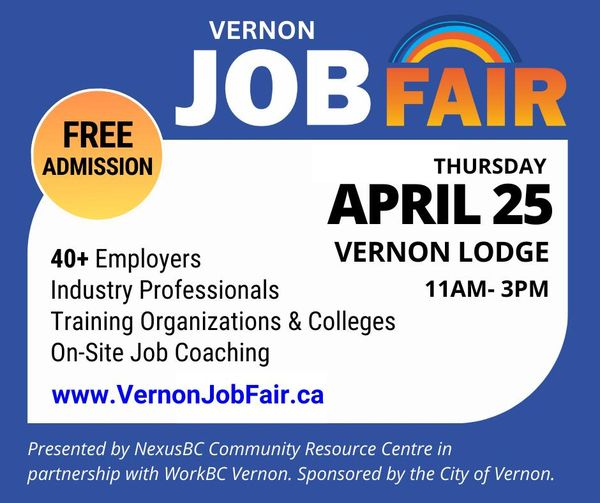 VERNON
JOB FAIR
FREE
ADMISSION
THURSDAY
APRIL 25
VERNON LODGE
11AM- 3PM
40+ Employers
Industry Professionals
Training Organizations & Colleges
On-Site Job Coaching
www.VernonJobFair.ca
Presented by NexusBC Community Resource Centre in
partnership with WorkBC Vernon. Sponsored by the City of Vernon.